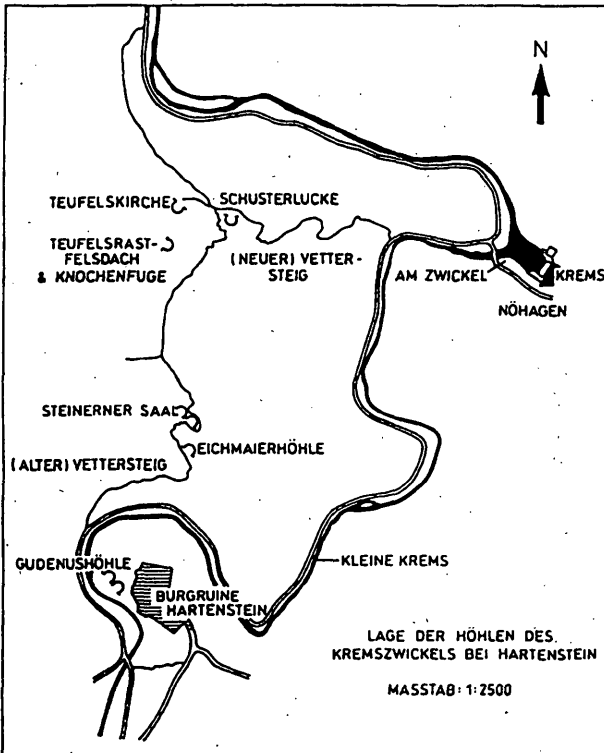 N
TEUFELSKIRCHE
SCHUSTERLUCKE
TEUFELSRAST-
FELSDACH
& KNOCHENFUGE
(NEUER) VETTER-
STEIG
AM ZWICKEL
KREMS
NÖHAGEN
STEINERNER SAAL
EICHMAIERHÖHLE
(ALTER) VETTERSTEIG
GUDENUSHÖHLE
KLEINE KREMS
BURGRUINE
HARTENSTEIN
LAGE DER HÖHLEN DES
KREMSZWICKELS BEI HARTENSTEIN
MASSTAB: 1:2500